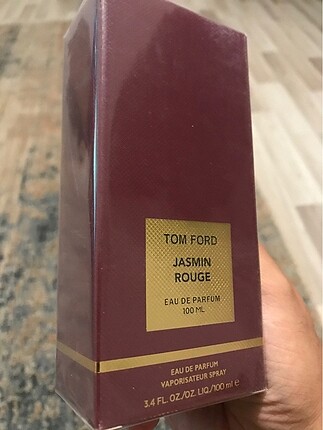 TOM FORD
JASMIN
ROUGE
EAU DE PARFUM
100 ML
EAU DE PARFUM
VAPORISATEUR SPRAY
3.4 FL.OZ./OZ. LIQ./100 ml e